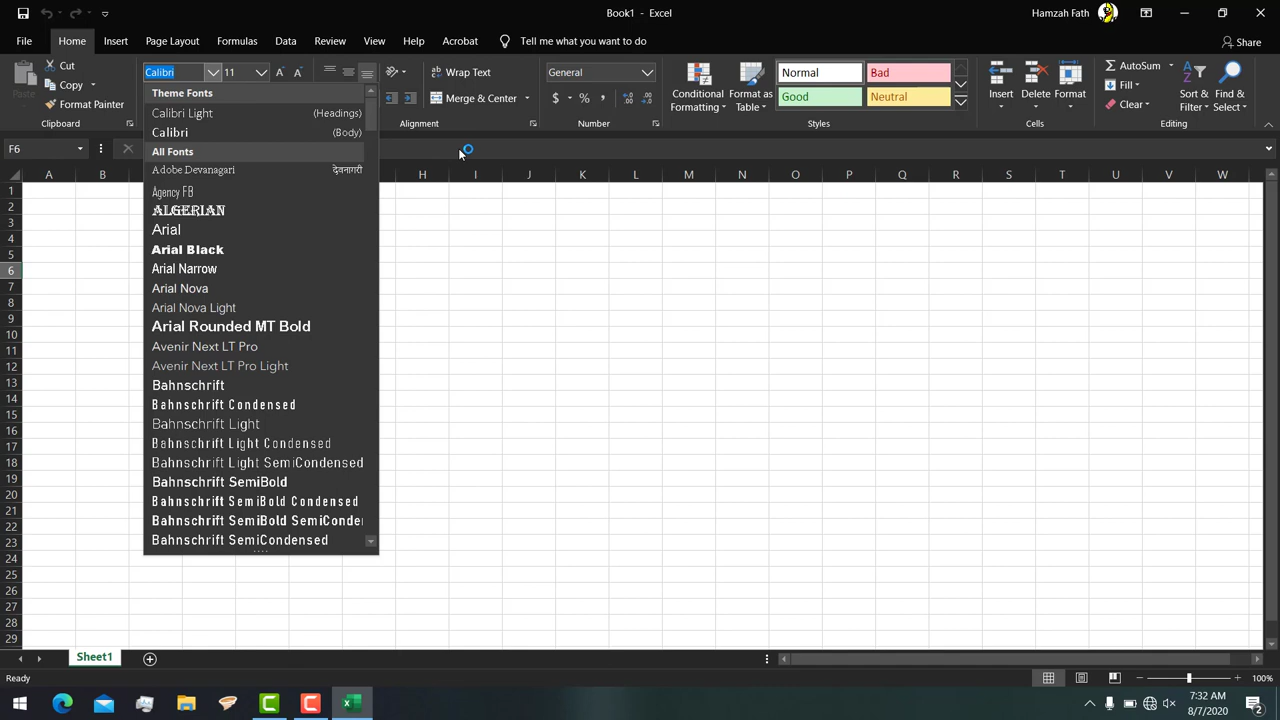 Book1 - Excel
Hamzah Fath
File Home Insert Page Layout Formulas Data Review View Help Acrobat Tell me what you want to do Share
Cut
Copy
Format Painter
Paste
Clipboard
Calibri 11
Wrap Text
Merge & Center
Alignment
General
$ % ,
Number
Conditional Formatting
Format as Table
Normal Bad
Good Neutral
Styles
Insert Delete Format
Cells
AutoSum
Fill
Clear
Sort & Filter
Find & Select
Editing
F6
Theme Fonts
Calibri Light (Headings)
Calibri (Body)
All Fonts
Adobe Devanagari देवनागरी
Agency FB
ALGERIAN
Arial
Arial Black
Arial Narrow
Arial Nova
Arial Nova Light
Arial Rounded MT Bold
Avenir Next LT Pro
Avenir Next LT Pro Light
Bahnschrift
Bahnschrift Condensed
Bahnschrift Light
Bahnschrift Light Condensed
Bahnschrift Light SemiCondensed
Bahnschrift SemiBold
Bahnschrift SemiBold Condensed
Bahnschrift SemiBold SemiConde
Bahnschrift SemiCondensed
A B H I J K L M N O P Q R S T U V W
1
2
3
4
5
6
7
8
9
10
11
12
13
14
15
16
17
18
19
20
21
22
23
24
25
26
27
28
29
Sheet1
Ready
100%
7:32 AM
8/7/2020
2